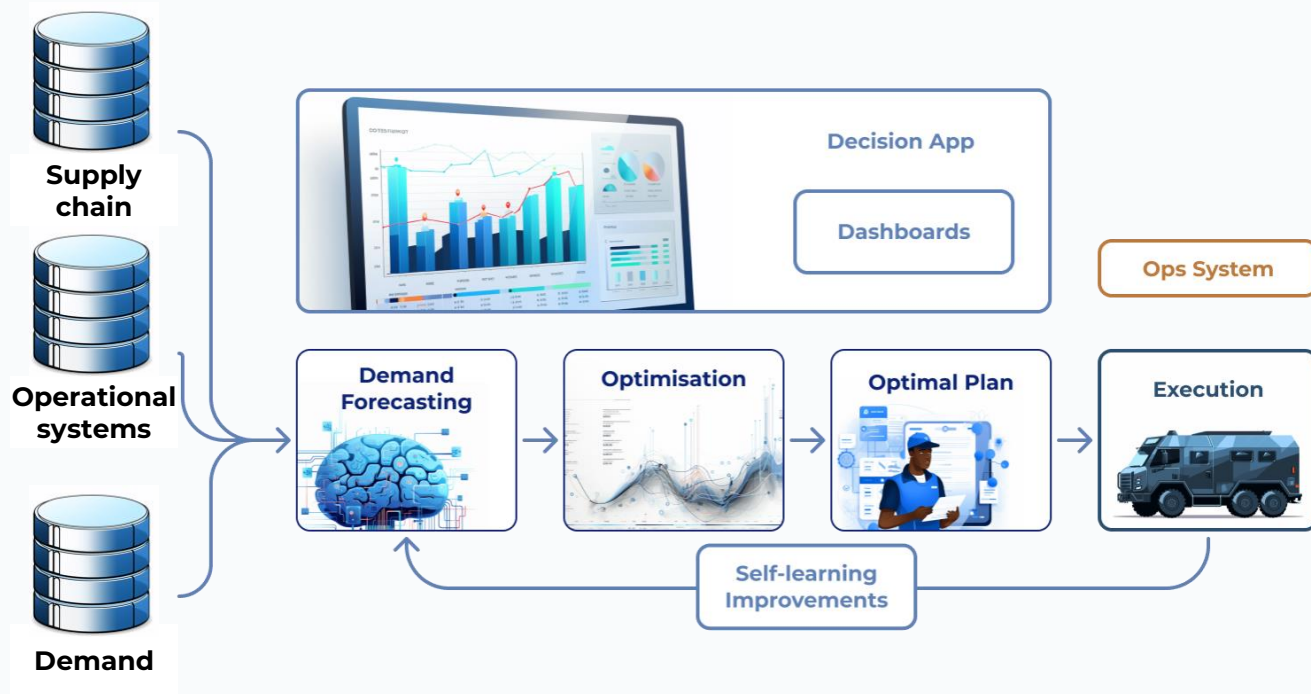 Supply
chain
Operational
systems
Demand
Decision App
Dashboards
Ops System
Demand
Forecasting
Optimisation
Optimal Plan
Execution
Self-learning
Improvements